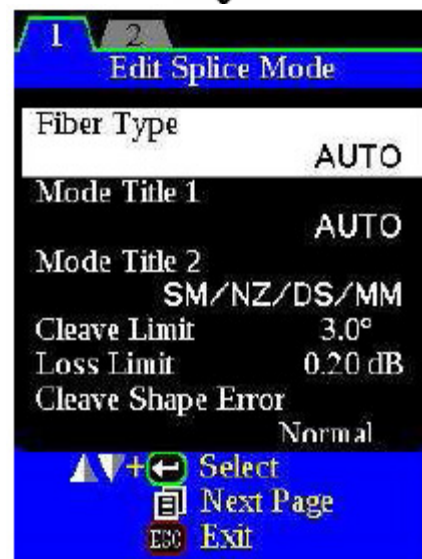 1 2
Edit Splice Mode
Fiber Type
AUTO
Mode Title 1
AUTO
Mode Title 2
SM/NZ/DS/MM
Cleave Limit 3.0°
Loss Limit 0.20 dB
Cleave Shape Error
Normal
+ Select
Next Page
ESC Exit